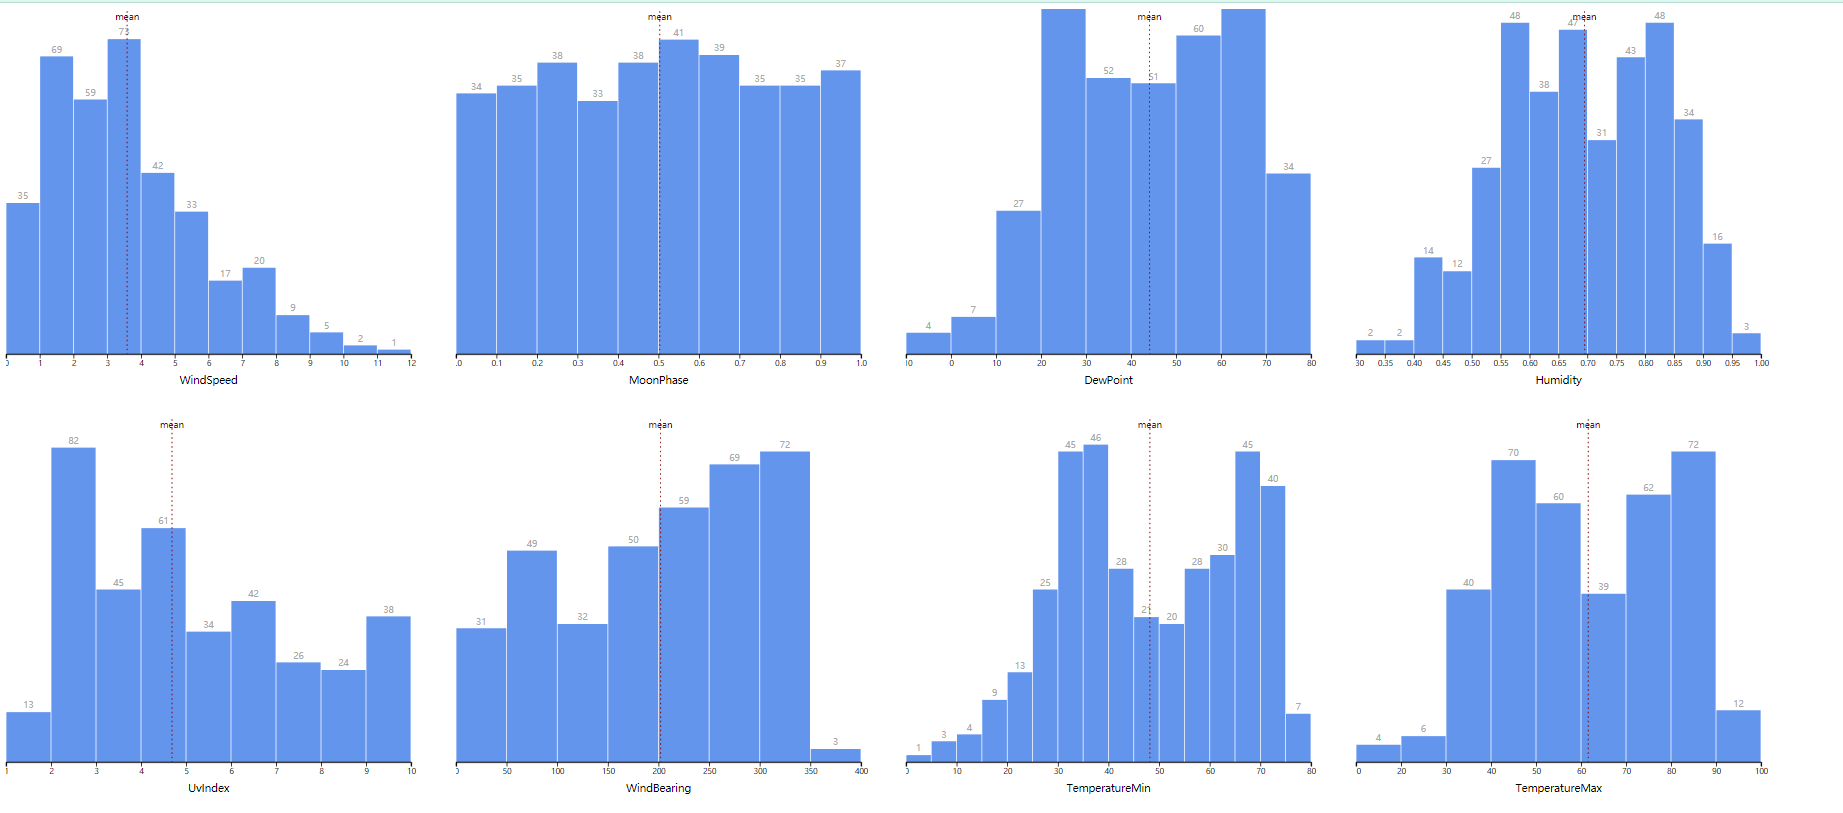 mean mean mean mean
35 69 59 73 42 33 17 20 9 5 2 1
34 35 38 33 38 41 39 35 35 37
4 7 27 52 51 60 34
2 2 14 12 27 48 38 47 31 43 48 34 16 3
0 1 2 3 4 5 6 7 8 9 10 11 12
.0 0.1 0.2 0.3 0.4 0.5 0.6 0.7 0.8 0.9 1.0
10 0 10 20 30 40 50 60 70 80
30 0.35 0.40 0.45 0.50 0.55 0.60 0.65 0.70 0.75 0.80 0.85 0.90 0.95 1.00
WindSpeed MoonPhase DewPoint Humidity
mean mean mean mean
13 82 45 61 34 42 26 24 38
31 49 32 50 59 69 72 3
1 3 4 9 13 25 45 46 28 21 20 28 30 45 40 7
4 6 40 70 60 39 62 72 12
1 2 3 4 5 6 7 8 9 10
0 50 100 150 200 250 300 350 400
0 10 20 30 40 50 60 70 80
0 20 30 40 50 60 70 80 90 100
UvIndex WindBearing TemperatureMin TemperatureMax